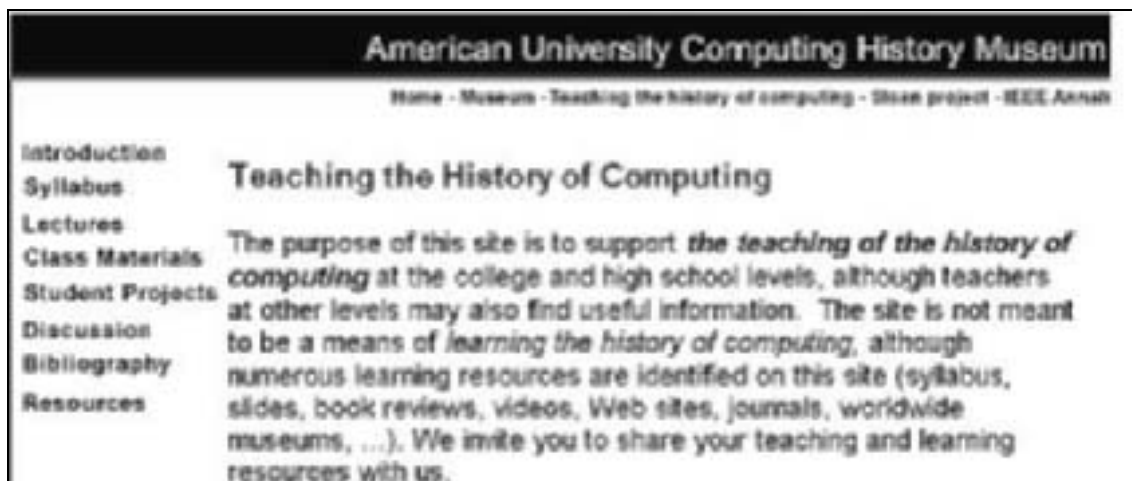 American University Computing History Museum
Home - Museum - Teaching the history of computing - Sloan project - IEEE Annals
Introduction
Syllabus
Lectures
Class Materials
Student Projects
Discussion
Bibliography
Resources
Teaching the History of Computing
The purpose of this site is to support the teaching of the history of
computing at the college and high school levels, although teachers
at other levels may also find useful information. The site is not meant
to be a means of learning the history of computing, although
numerous learning resources are identified on this site (syllabus,
slides, book reviews, videos, Web sites, journals, worldwide
museums, ...). We invite you to share your teaching and learning
resources with us.